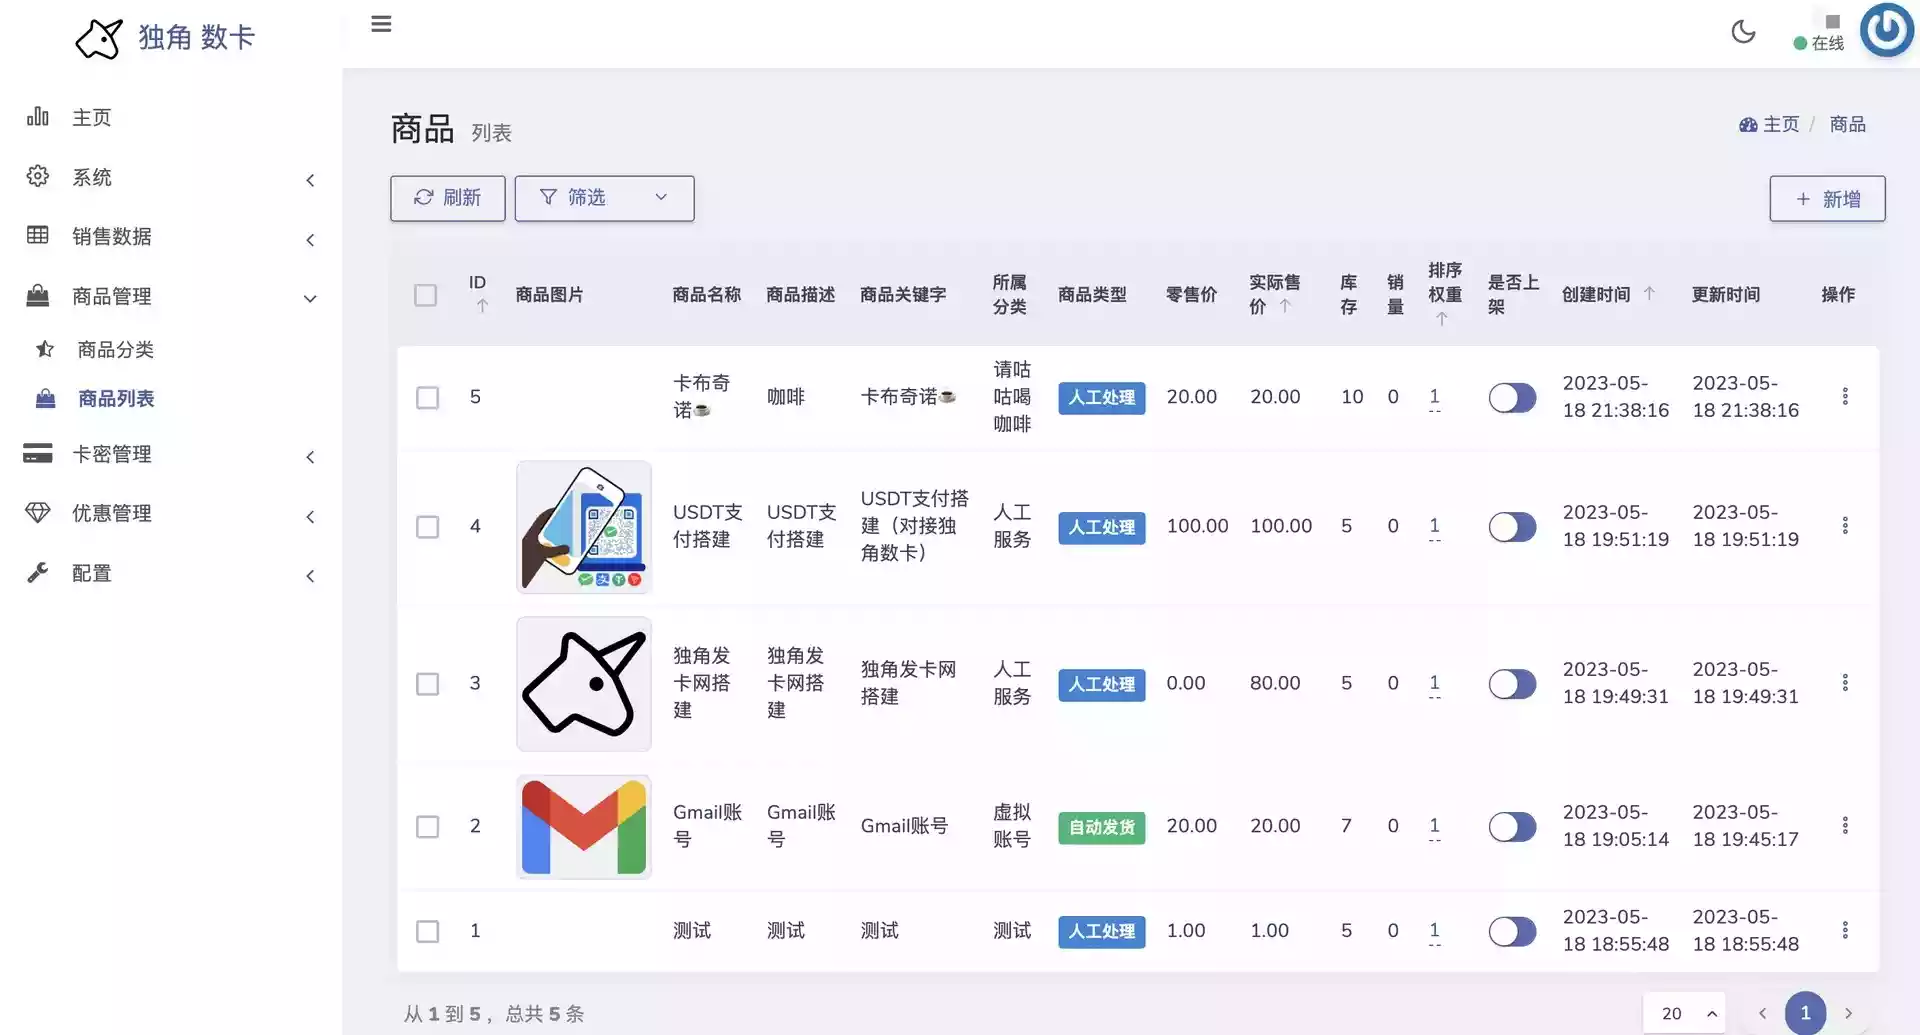 独角 数卡
在线
主页
系统
销售数据
商品管理
商品分类
商品列表
卡密管理
优惠管理
配置
商品 列表
主页 / 商品
刷新
筛选
+ 新增
ID
商品图片
商品名称
商品描述
商品关键字
所属
分类
商品类型
零售价
实际售
价
库
存
销
量
排序
权重
是否上
架
创建时间
更新时间
操作
5
卡布奇
诺☕
咖啡
卡布奇诺☕
请咕
咕喝
咖啡
人工处理
20.00
20.00
10
0
1
2023-05-
18 21:38:16
2023-05-
18 21:38:16
4
USDT支
付搭建
USDT支
付搭建
USDT支付搭
建（对接独
角数卡）
人工
服务
人工处理
100.00
100.00
5
0
1
2023-05-
18 19:51:19
2023-05-
18 19:51:19
3
独角发
卡网搭
建
独角发
卡网搭
建
独角发卡网
搭建
人工
服务
人工处理
0.00
80.00
5
0
1
2023-05-
18 19:49:31
2023-05-
18 19:49:31
2
Gmail账
号
Gmail账
号
Gmail账号
虚拟
账号
自动发货
20.00
20.00
7
0
1
2023-05-
18 19:05:14
2023-05-
18 19:45:17
1
测试
测试
测试
测试
人工处理
1.00
1.00
5
0
1
2023-05-
18 18:55:48
2023-05-
18 18:55:48
从 1 到 5 ，总共 5 条
20
1